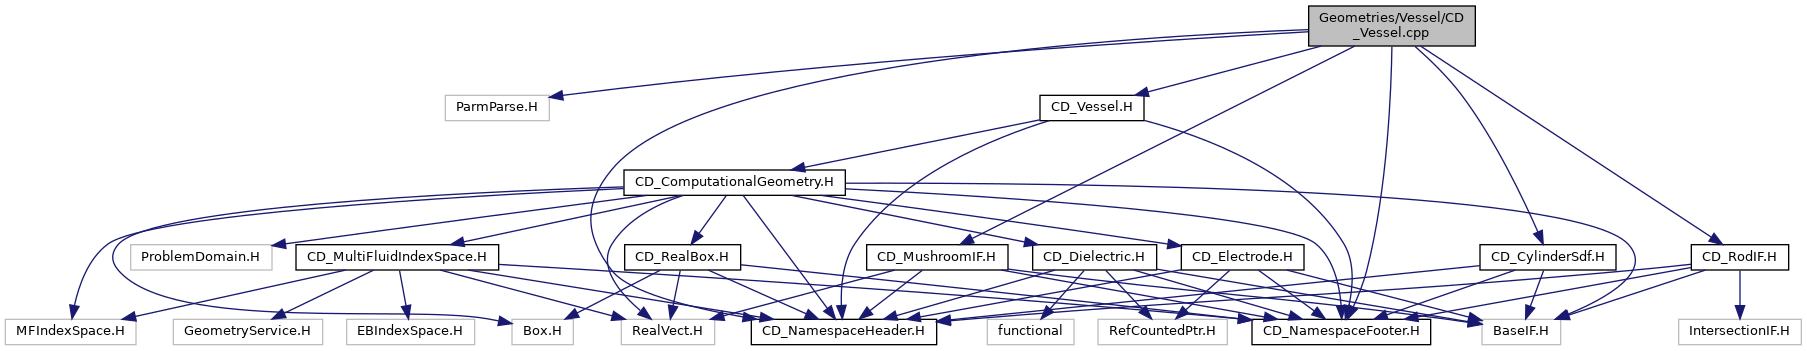 Geometries/Vessel/CD
_Vessel.cpp
ParmParse.H
CD_Vessel.H
CD_ComputationalGeometry.H
ProblemDomain.H
CD_MultiFluidIndexSpace.H
CD_RealBox.H
CD_MushroomIF.H
CD_Dielectric.H
CD_Electrode.H
CD_CylinderSdf.H
CD_RodIF.H
MFIndexSpace.H
GeometryService.H
EBIndexSpace.H
Box.H
RealVect.H
CD_NamespaceHeader.H
functional
RefCountedPtr.H
CD_NamespaceFooter.H
BaseIF.H
IntersectionIF.H